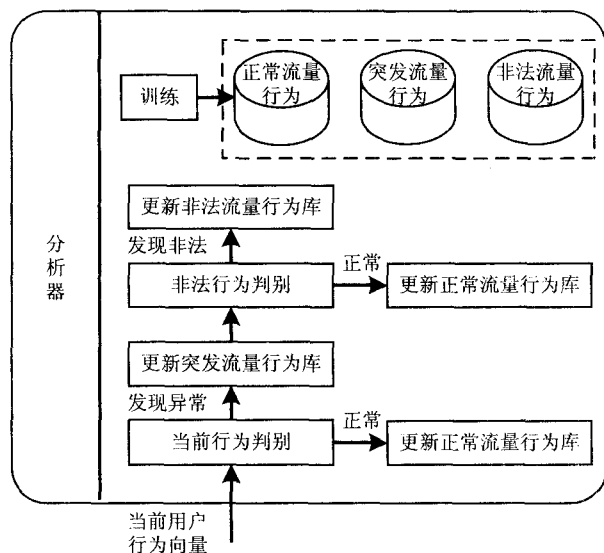 正常流量
行为
突发流量
行为
非法流量
行为
训练
分析器
更新非法流量行为库
发现非法
正常
非法行为判别
更新正常流量行为库
更新突发流量行为库
发现异常
正常
当前行为判别
更新正常流量行为库
当前用户
行为向量